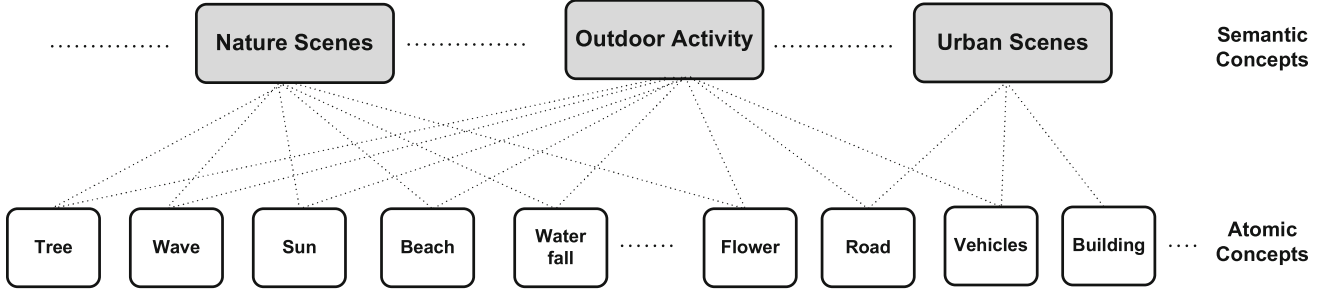 Nature Scenes
Outdoor Activity
Urban Scenes
Semantic
Concepts
Tree
Wave
Sun
Beach
Water
fall
Flower
Road
Vehicles
Building
Atomic
Concepts